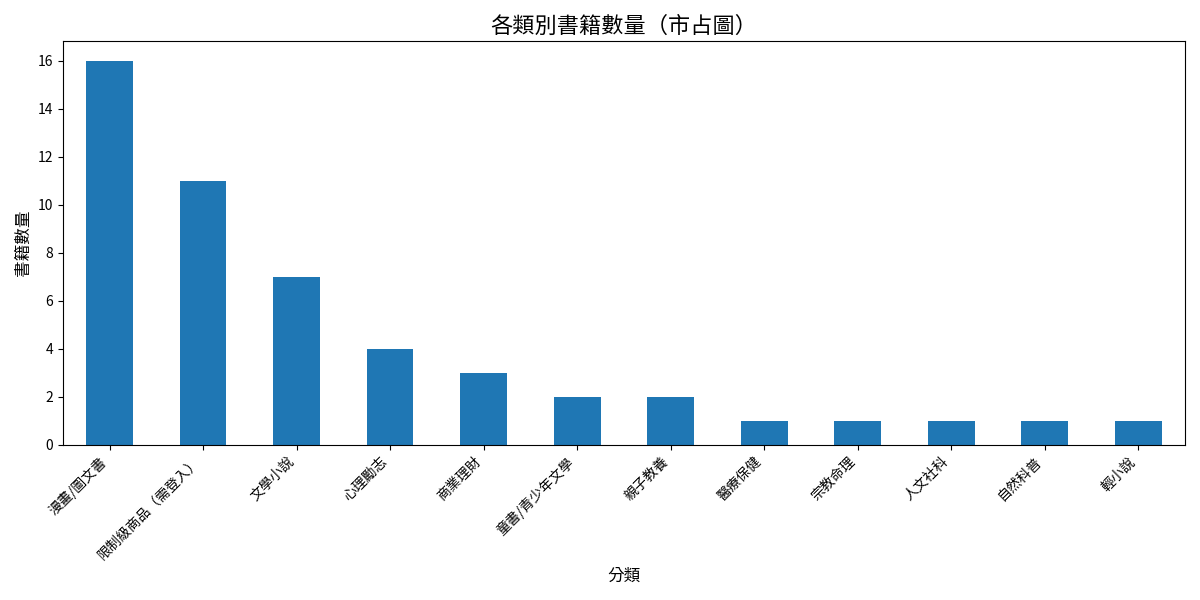 各類別書籍數量（市占圖）
書籍數量
16
14
12
10
8
6
4
2
0
漫畫/圖文書
限制級商品（需登入）
文學小說
心理勵志
商業理財
童書/青少年文學
親子教養
醫療保健
宗教命理
人文社科
自然科普
輕小說
分類